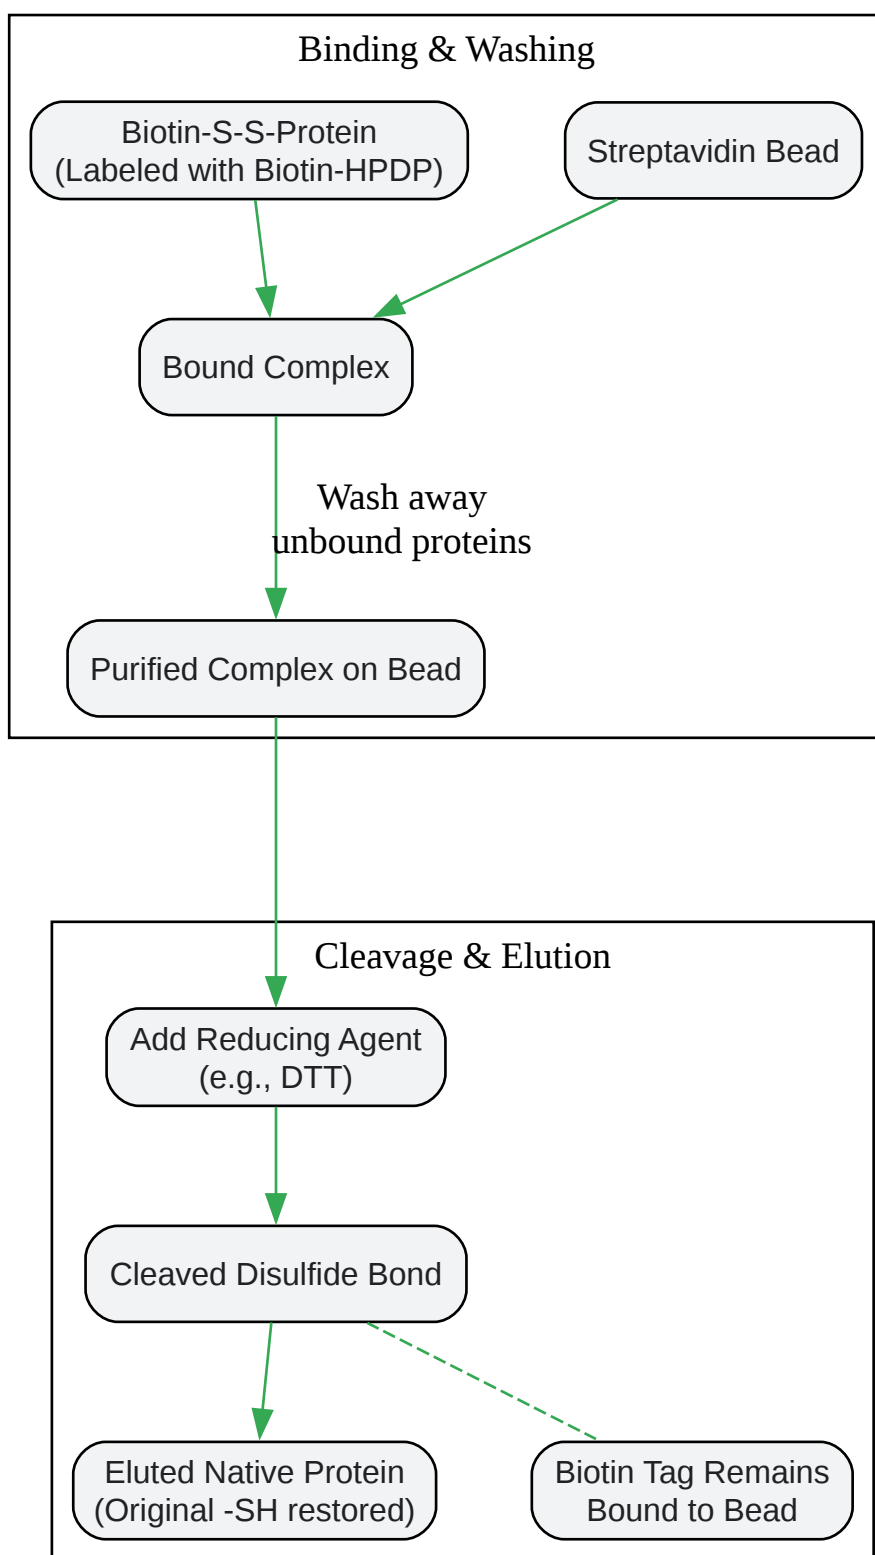 Binding & Washing
Biotin-S-S-Protein
(Labeled with Biotin-HPDP)
Streptavidin Bead
Bound Complex
Wash away
unbound proteins
Purified Complex on Bead
Cleavage & Elution
Add Reducing Agent
(e.g., DTT)
Cleaved Disulfide Bond
Eluted Native Protein
(Original -SH restored)
Biotin Tag Remains
Bound to Bead